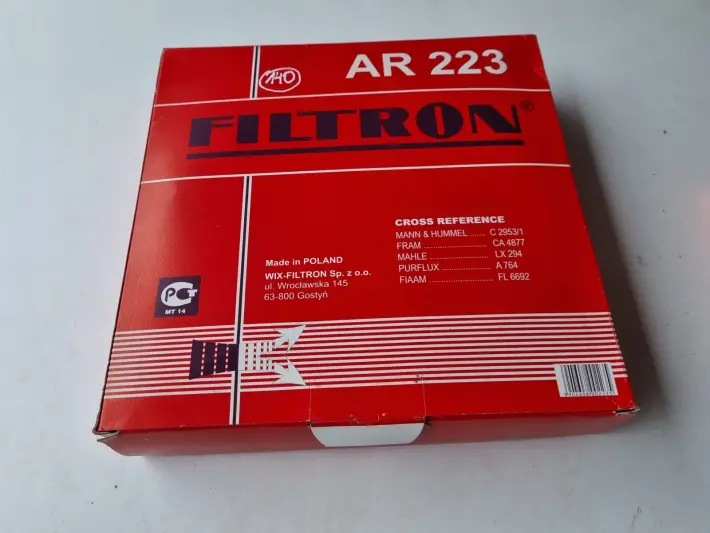 140
AR 223
FILTRON®
CROSS REFERENCE
MANN & HUMMEL ...... C 2953/1
FRAM ........................ CA 4877
MAHLE ...................... LX 294
PURFLUX ................... A 764
FIAAM ........................ FL 6692
Made in POLAND
WIX-FILTRON Sp. z o.o.
ul. Wrocławska 145
63-800 Gostyń
PCT
MT 14